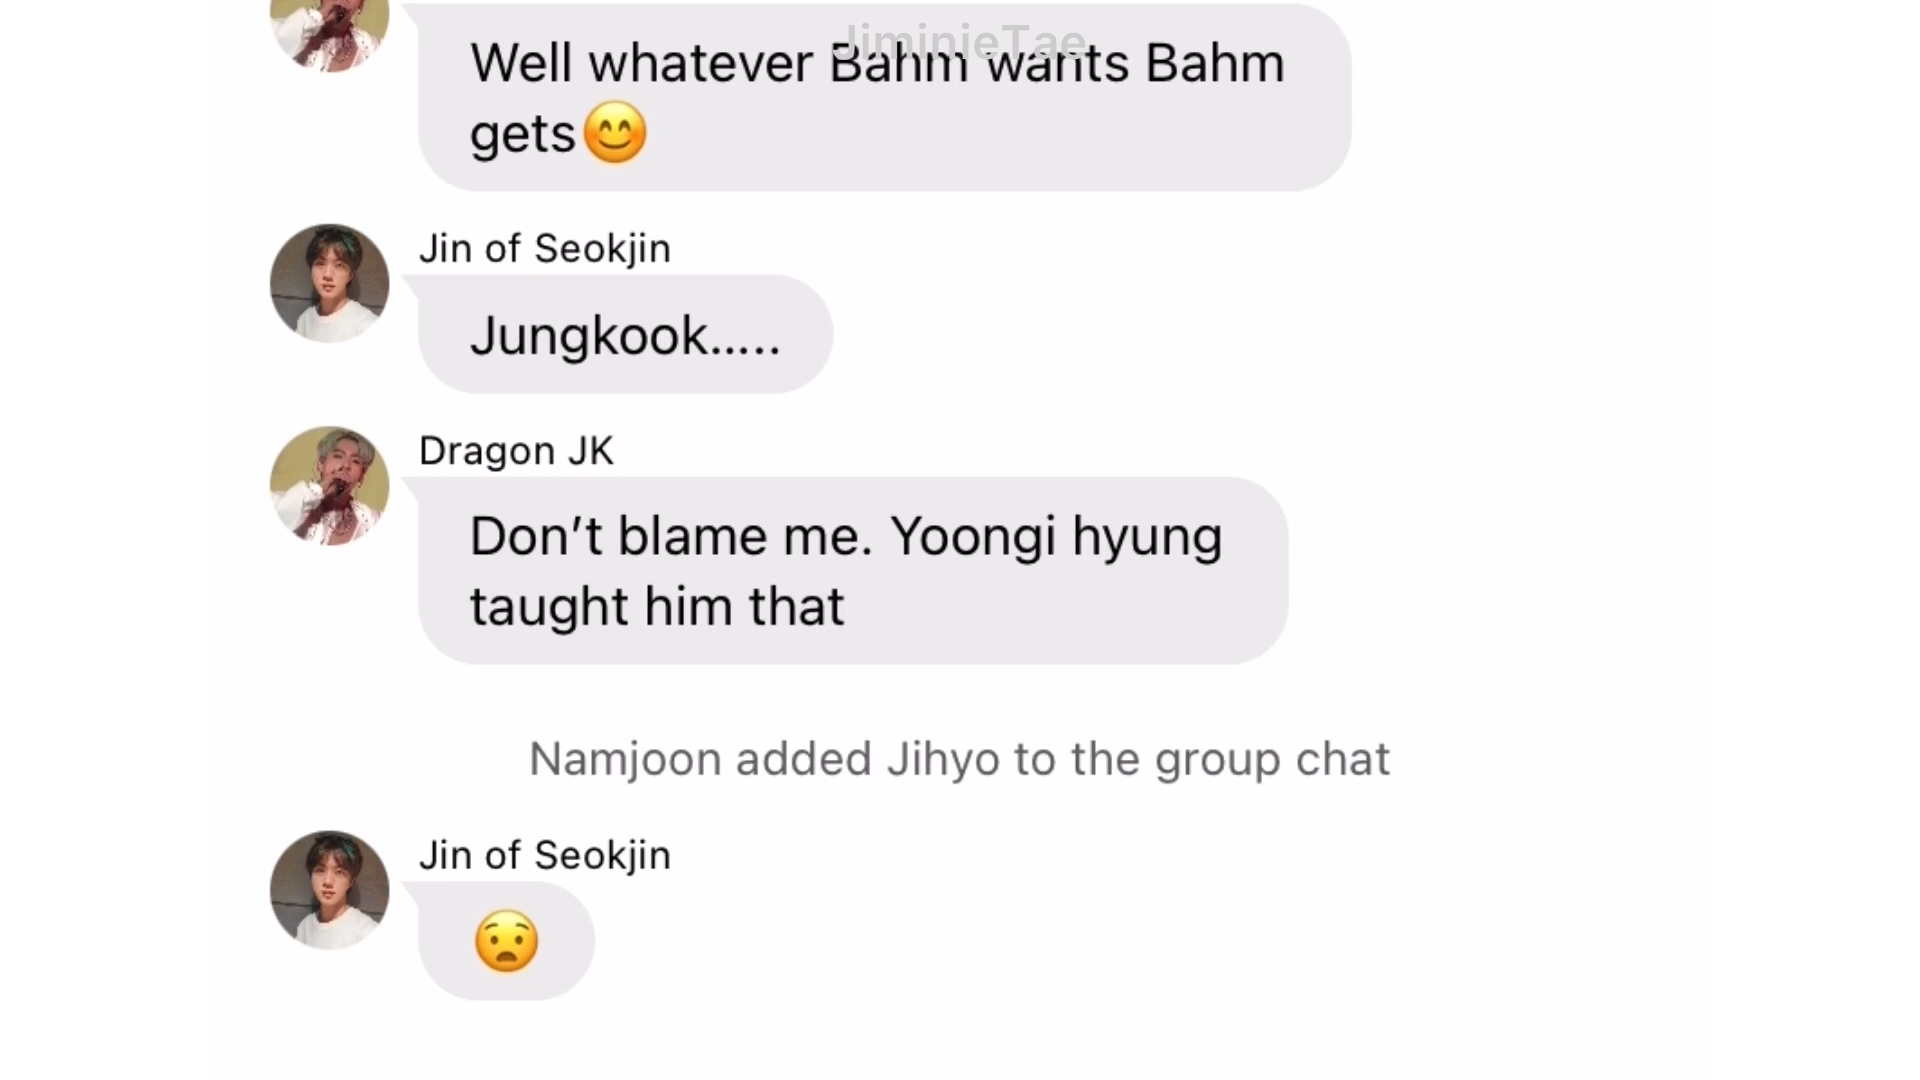 JiminieTae
Well whatever Bahm wants Bahm
gets😊
Jin of Seokjin
Jungkook.....
Dragon JK
Don’t blame me. Yoongi hyung
taught him that
Namjoon added Jihyo to the group chat
Jin of Seokjin
😧